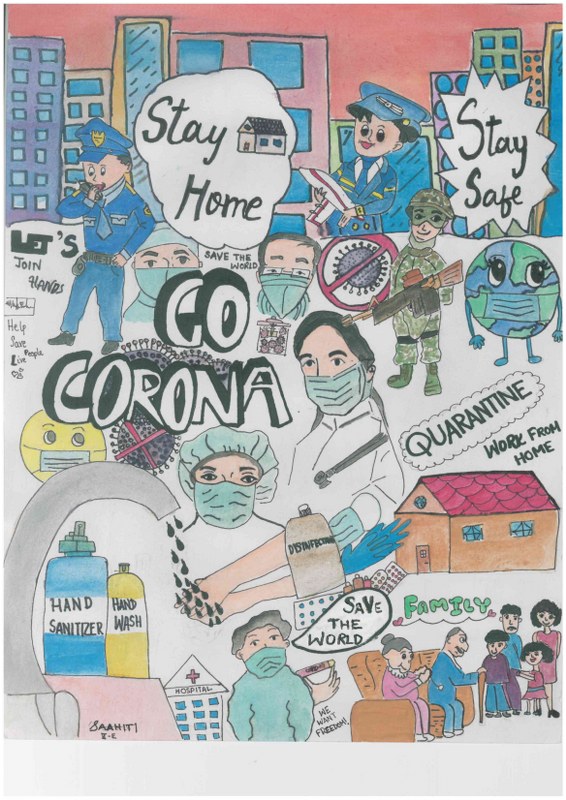 Stay
Home
Stay
Safe
LET'S
JOIN
HANDS
SAVE THE
WORLD
Help
Save
People
Live
GO
CORONA
QUARANTINE
WORK FROM
HOME
DISINFECTANT
HAND
SANITIZER
HAND
WASH
SAVE
THE
WORLD
FAMILY
HOSPITAL
WE
WANT
FREEDOM!
SAAHITI